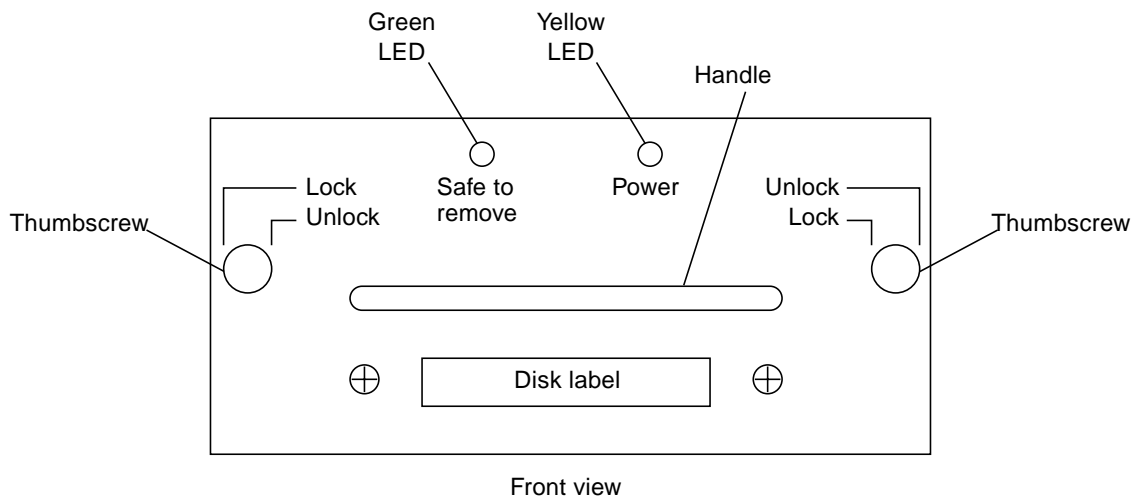 Green
LED
Yellow
LED
Handle
Lock
Unlock
Safe to
remove
Power
Unlock
Lock
Thumbscrew
Thumbscrew
Disk label
Front view